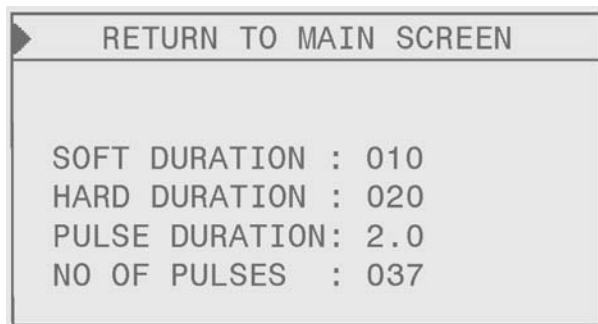 RETURN TO MAIN SCREEN
SOFT DURATION : 010
HARD DURATION : 020
PULSE DURATION: 2.0
NO OF PULSES  : 037